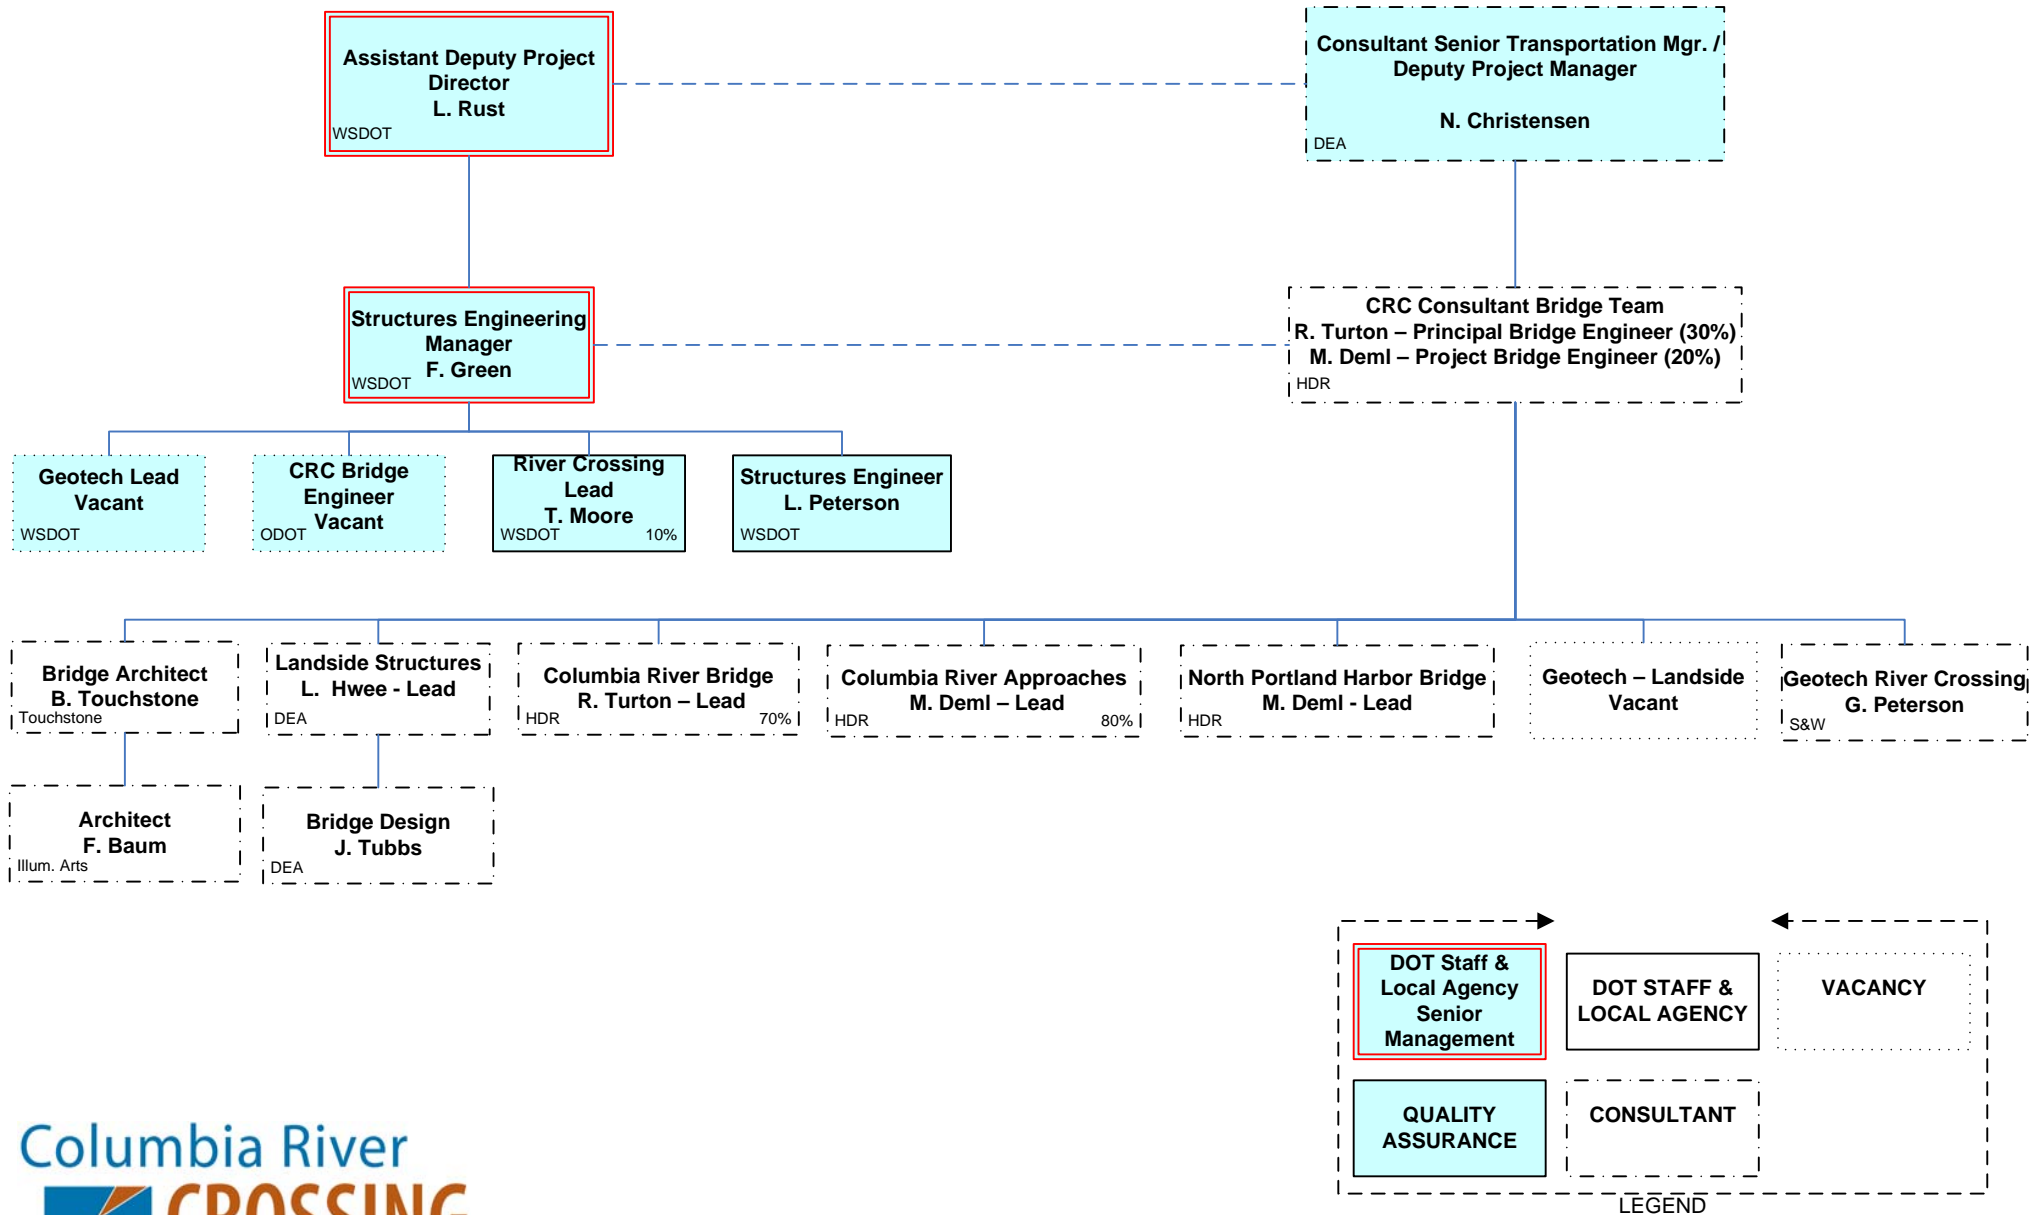 Assistant Deputy Project
Director
L. Rust
WSDOT
Consultant Senior Transportation Mgr. /
Deputy Project Manager
N. Christensen
DEA
Structures Engineering
Manager
F. Green
WSDOT
CRC Consultant Bridge Team
R. Turton – Principal Bridge Engineer (30%)
M. Deml – Project Bridge Engineer (20%)
HDR
Geotech Lead
Vacant
WSDOT
CRC Bridge
Engineer
Vacant
ODOT
River Crossing
Lead
T. Moore
WSDOT 10%
Structures Engineer
L. Peterson
WSDOT
Bridge Architect
B. Touchstone
Touchstone
Landside Structures
L. Hwee - Lead
DEA
Columbia River Bridge
R. Turton – Lead
HDR 70%
Columbia River Approaches
M. Deml – Lead
HDR 80%
North Portland Harbor Bridge
M. Deml - Lead
HDR
Geotech – Landside
Vacant
Geotech River Crossing
G. Peterson
S&W
Architect
F. Baum
Illum. Arts
Bridge Design
J. Tubbs
DEA
DOT Staff &
Local Agency
Senior
Management
DOT STAFF &
LOCAL AGENCY
VACANCY
QUALITY
ASSURANCE
CONSULTANT
LEGEND
Columbia River
CROSSING